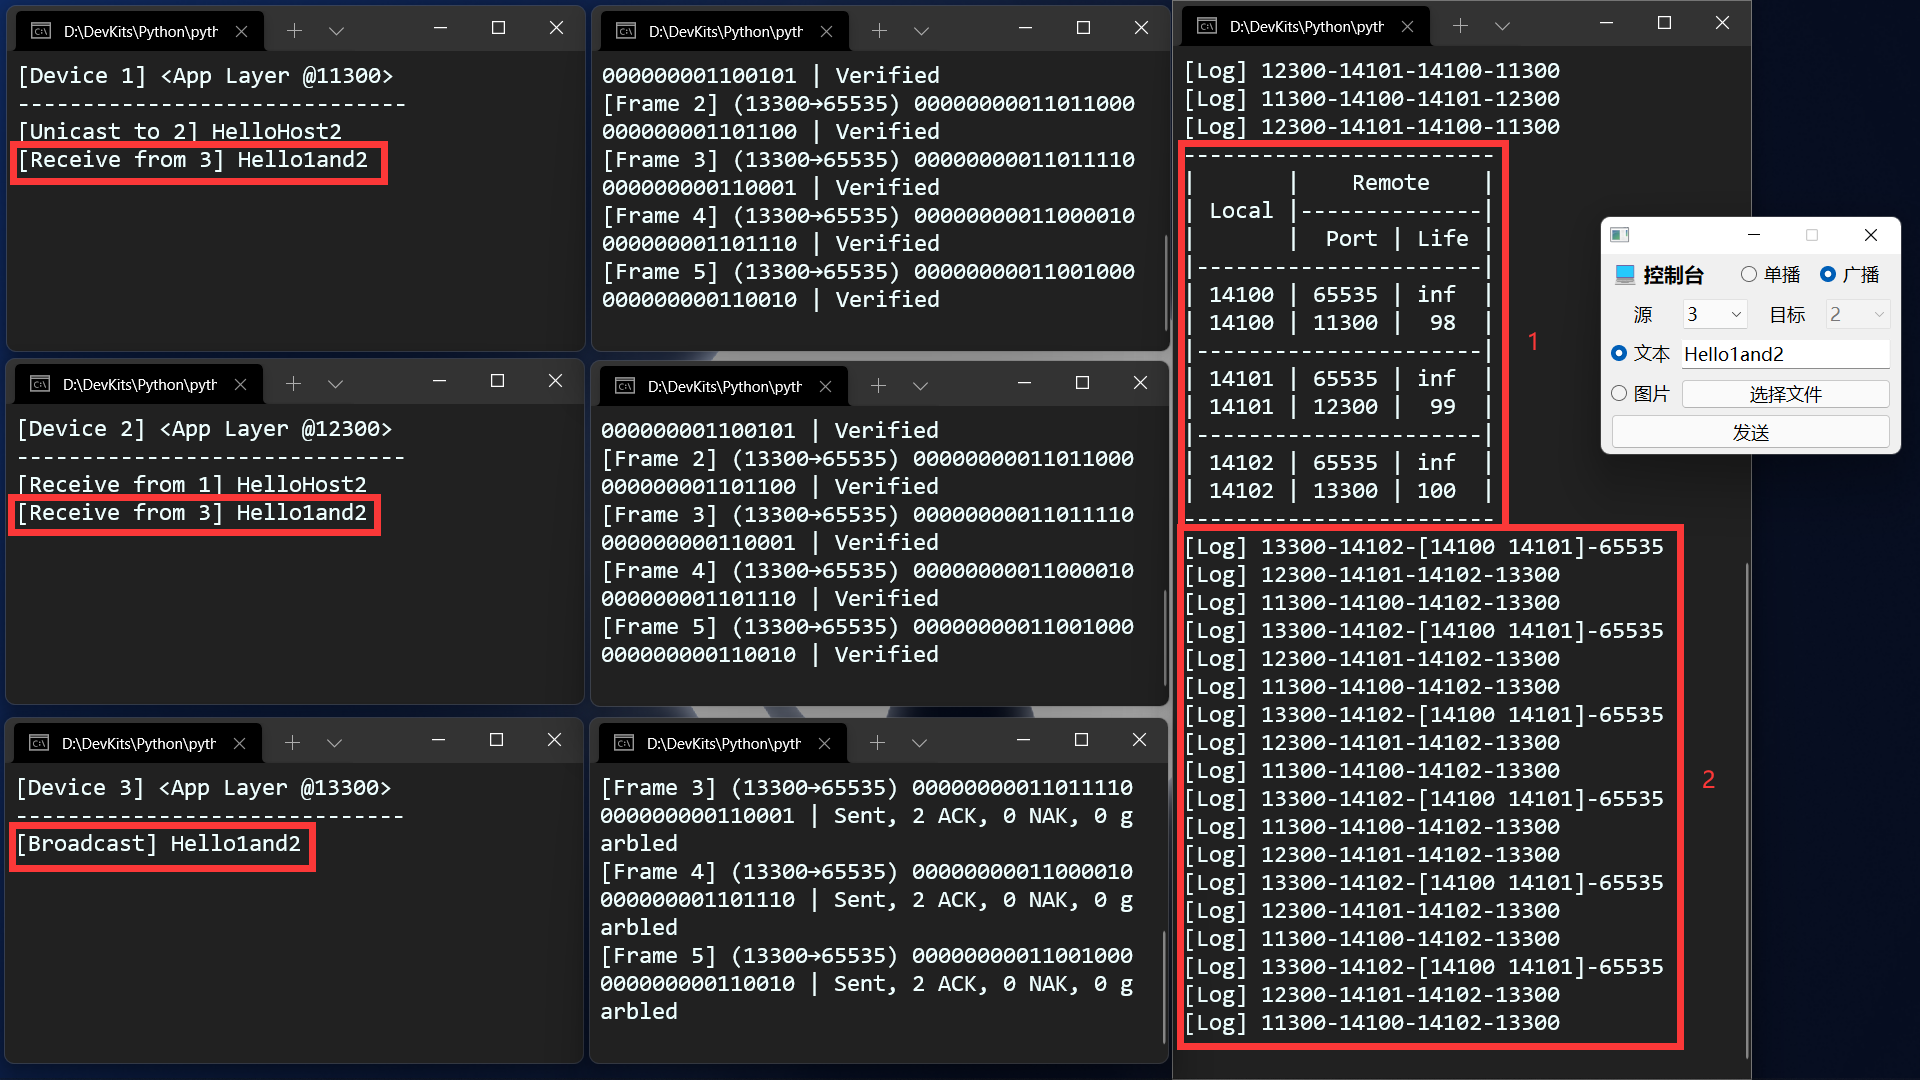 D:\DevKits\Python\pyth
[Device 1] <App Layer @11300>
------------------------------
[Unicast to 2] HelloHost2
[Receive from 3] Hello1and2
D:\DevKits\Python\pyth
[Device 2] <App Layer @12300>
------------------------------
[Receive from 1] HelloHost2
[Receive from 3] Hello1and2
D:\DevKits\Python\pyth
[Device 3] <App Layer @13300>
------------------------------
[Broadcast] Hello1and2
D:\DevKits\Python\pyth
000000001100101 | Verified
[Frame 2] (13300→65535) 00000000011011000
000000001101100 | Verified
[Frame 3] (13300→65535) 00000000011011110
000000000110001 | Verified
[Frame 4] (13300→65535) 00000000011000010
000000001101110 | Verified
[Frame 5] (13300→65535) 00000000011001000
000000000110010 | Verified
D:\DevKits\Python\pyth
000000001100101 | Verified
[Frame 2] (13300→65535) 00000000011011000
000000001101100 | Verified
[Frame 3] (13300→65535) 00000000011011110
000000000110001 | Verified
[Frame 4] (13300→65535) 00000000011000010
000000001101110 | Verified
[Frame 5] (13300→65535) 00000000011001000
000000000110010 | Verified
D:\DevKits\Python\pyth
[Frame 3] (13300→65535) 00000000011011110
000000000110001 | Sent, 2 ACK, 0 NAK, 0 g
arbled
[Frame 4] (13300→65535) 00000000011000010
000000001101110 | Sent, 2 ACK, 0 NAK, 0 g
arbled
[Frame 5] (13300→65535) 00000000011001000
000000000110010 | Sent, 2 ACK, 0 NAK, 0 g
arbled
D:\DevKits\Python\pyth
[Log] 12300-14101-14100-11300
[Log] 11300-14100-14101-12300
[Log] 12300-14101-14100-11300
------------------------
|       |    Remote    |
| Local |--------------|
|       |  Port | Life |
|----------------------|
| 14100 | 65535 | inf  |
| 14100 | 11300 |  98  |
|----------------------|
| 14101 | 65535 | inf  |
| 14101 | 12300 |  99  |
|----------------------|
| 14102 | 65535 | inf  |
| 14102 | 13300 | 100  |
------------------------
1
[Log] 13300-14102-[14100 14101]-65535
[Log] 12300-14101-14102-13300
[Log] 11300-14100-14102-13300
[Log] 13300-14102-[14100 14101]-65535
[Log] 12300-14101-14102-13300
[Log] 11300-14100-14102-13300
[Log] 13300-14102-[14100 14101]-65535
[Log] 12300-14101-14102-13300
[Log] 11300-14100-14102-13300
[Log] 13300-14102-[14100 14101]-65535
[Log] 11300-14100-14102-13300
[Log] 12300-14101-14102-13300
[Log] 13300-14102-[14100 14101]-65535
[Log] 12300-14101-14102-13300
[Log] 11300-14100-14102-13300
[Log] 13300-14102-[14100 14101]-65535
[Log] 12300-14101-14102-13300
[Log] 11300-14100-14102-13300
2
控制台 单播 广播
源 3 目标 2
文本 Hello1and2
图片 选择文件
发送